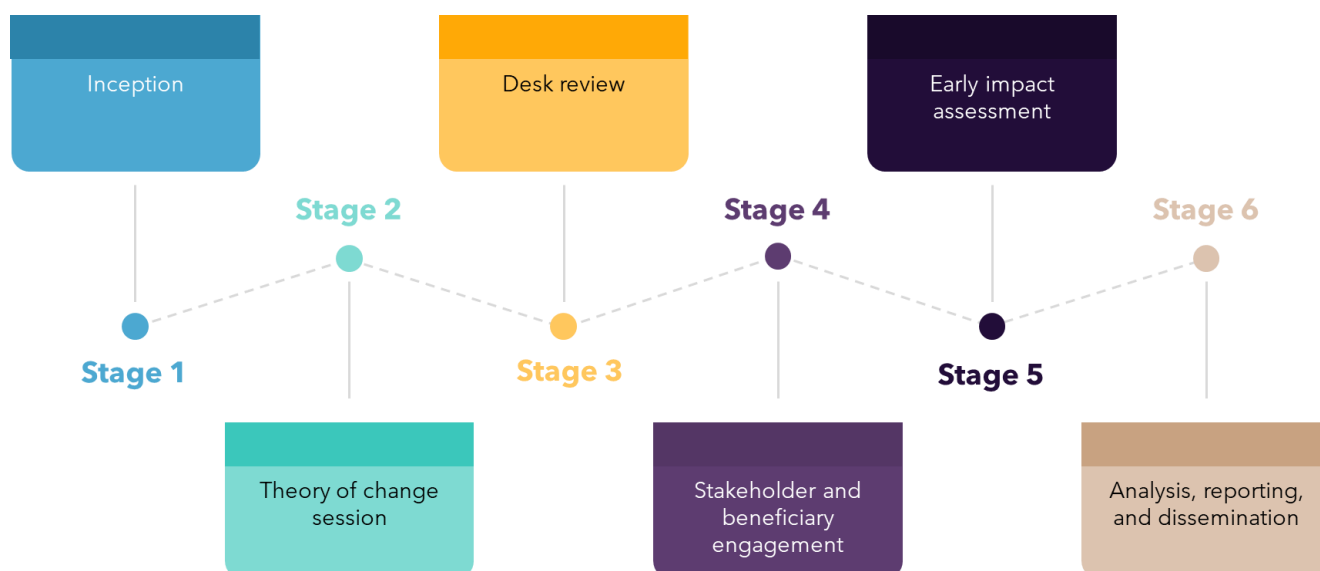 Inception
Desk review
Early impact
assessment
Stage 2
Stage 4
Stage 6
Stage 1
Stage 3
Stage 5
Theory of change
session
Stakeholder and
beneficiary
engagement
Analysis, reporting,
and dissemination